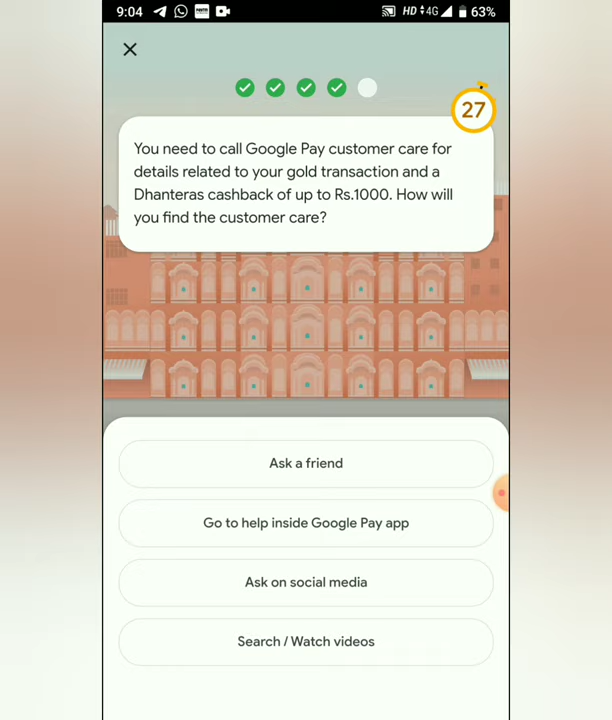 9:04 HD 4G 63%
27
You need to call Google Pay customer care for
details related to your gold transaction and a
Dhanteras cashback of up to Rs.1000. How will
you find the customer care?
Ask a friend
Go to help inside Google Pay app
Ask on social media
Search / Watch videos